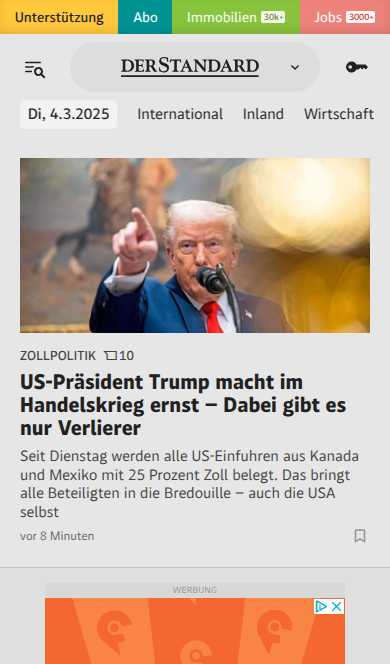 Unterstützung Abo Immobilien 30k+ Jobs 3000+
DERSTANDARD
Di, 4.3.2025 International Inland Wirtschaft
ZOLLPOLITIK 10
US-Präsident Trump macht im
Handelskrieg ernst – Dabei gibt es
nur Verlierer
Seit Dienstag werden alle US-Einfuhren aus Kanada
und Mexiko mit 25 Prozent Zoll belegt. Das bringt
alle Beteiligten in die Bredouille – auch die USA
selbst
vor 8 Minuten
WERBUNG